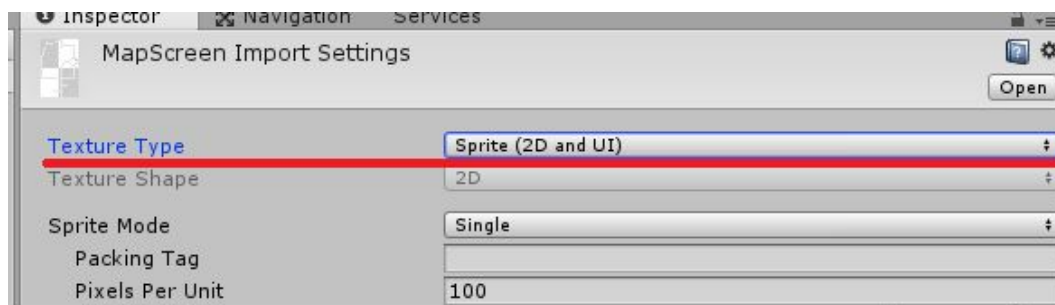 Inspector Navigation Services
MapScreen Import Settings
Open
Texture Type Sprite (2D and UI)
Texture Shape 2D
Sprite Mode Single
Packing Tag
Pixels Per Unit 100